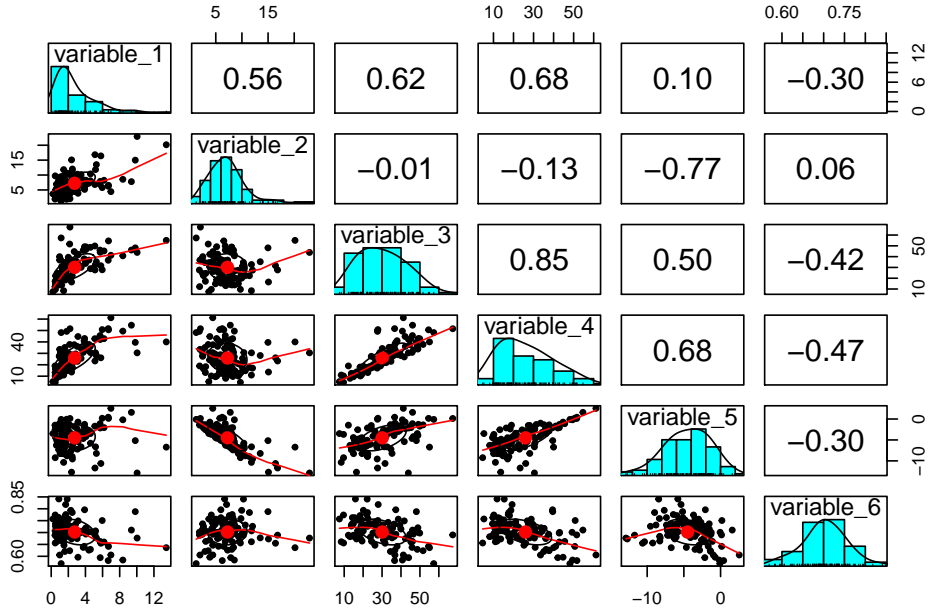 5 15 10 30 50 0.60 0.75
variable_1 0.56 0.62 0.68 0.10 −0.30 0 6 12
5 15 variable_2 −0.01 −0.13 −0.77 0.06
variable_3 0.85 0.50 −0.42 10 30 50
10 40 variable_4 0.68 −0.47
variable_5 −0.30 −10 0
0.60 0.85 variable_6
0 4 8 12 10 30 50 −10 0